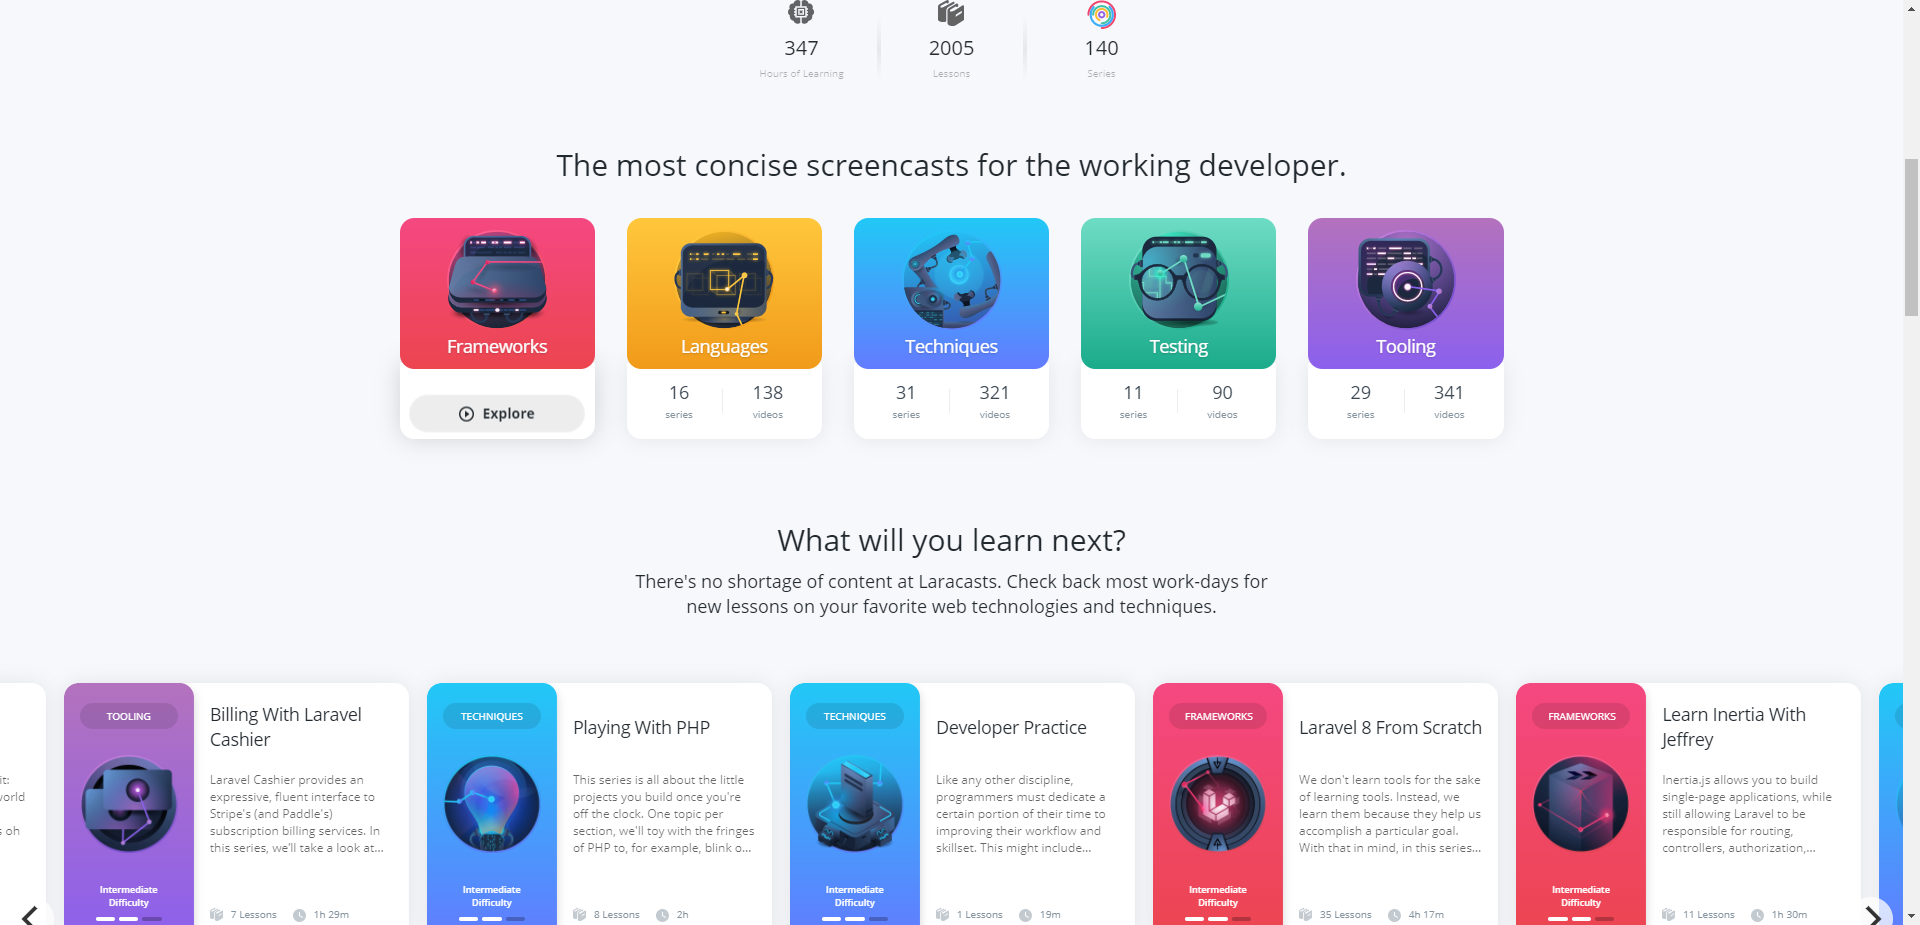 347
Hours of Learning
2005
Lessons
140
Series
The most concise screencasts for the working developer.
Frameworks
Explore
Languages
16
series
138
videos
Techniques
31
series
321
videos
Testing
11
series
90
videos
Tooling
29
series
341
videos
What will you learn next?
There's no shortage of content at Laracasts. Check back most work-days for
new lessons on your favorite web technologies and techniques.
it:
world
s oh
TOOLING
Intermediate
Difficulty
Billing With Laravel
Cashier
Laravel Cashier provides an
expressive, fluent interface to
Stripe's (and Paddle's)
subscription billing services. In
this series, we'll take a look at...
7 Lessons
1h 29m
TECHNIQUES
Intermediate
Difficulty
Playing With PHP
This series is all about the little
projects you build once you're
off the clock. One topic per
section, we'll toy with the fringes
of PHP to, for example, blink o...
8 Lessons
2h
TECHNIQUES
Intermediate
Difficulty
Developer Practice
Like any other discipline,
programmers must dedicate a
certain portion of their time to
improving their workflow and
skillset. This might include...
1 Lessons
19m
FRAMEWORKS
Intermediate
Difficulty
Laravel 8 From Scratch
We don't learn tools for the sake
of learning tools. Instead, we
learn them because they help us
accomplish a particular goal.
With that in mind, in this series...
35 Lessons
4h 17m
FRAMEWORKS
Intermediate
Difficulty
Learn Inertia With
Jeffrey
Inertia.js allows you to build
single-page applications, while
still allowing Laravel to be
responsible for routing,
controllers, authorization,...
11 Lessons
1h 30m